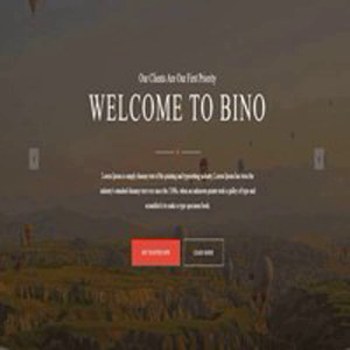 Our Clients Are Our First Priority
WELCOME TO BINO
Lorem Ipsum is simply dummy text of the printing and typesetting industry. Lorem Ipsum has been the
industry's standard dummy text ever since the 1500s, when an unknown printer took a galley of type and
scrambled it to make a type specimen book.
LEARN MORE